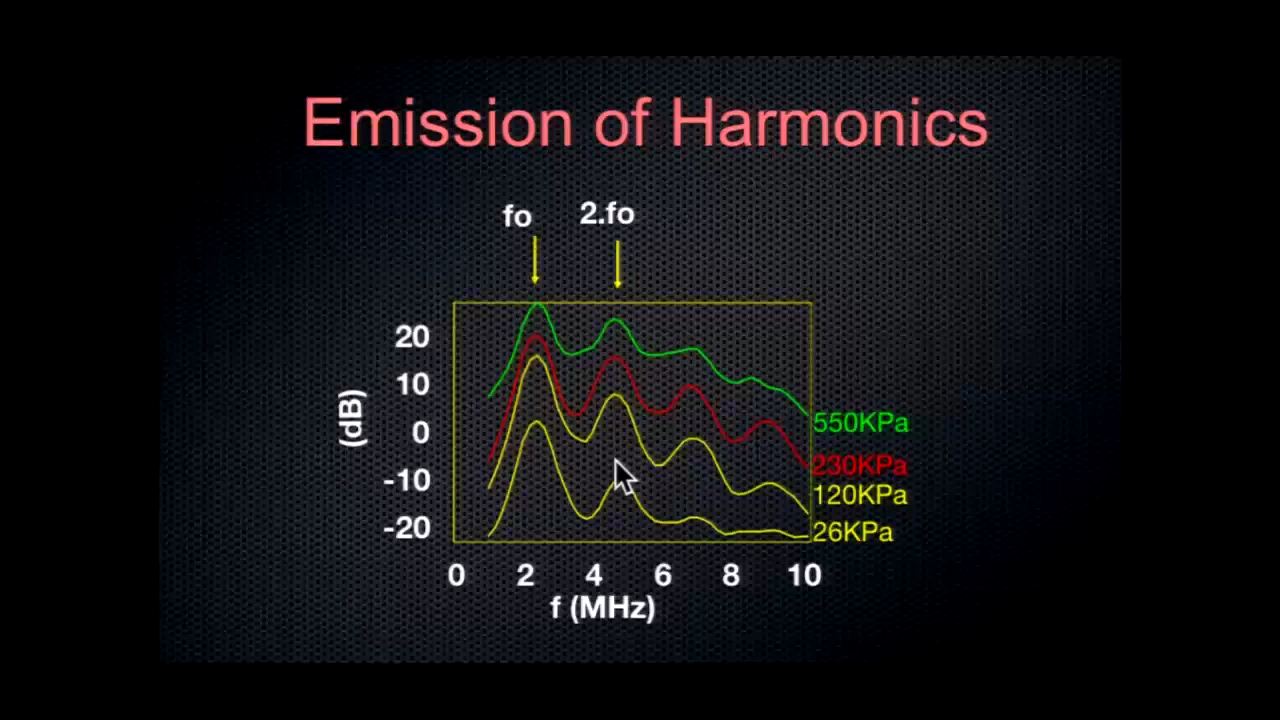 Emission of Harmonics
fo 2.fo
20
10
0
-10
-20
(dB)
550KPa
230KPa
120KPa
26KPa
0 2 4 6 8 10
f (MHz)